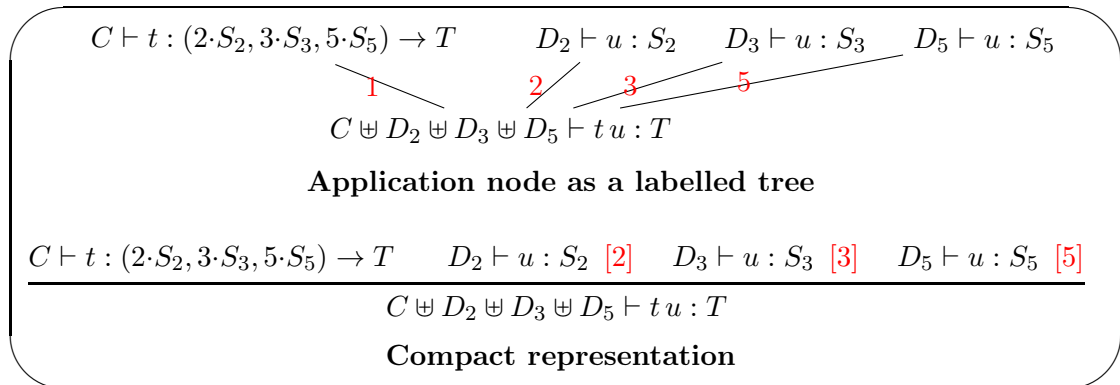 C ⊢ t : (2·S₂, 3·S₃, 5·S₅) → T D₂ ⊢ u : S₂ D₃ ⊢ u : S₃ D₅ ⊢ u : S₅
1 2 3 5
C ⊎ D₂ ⊎ D₃ ⊎ D₅ ⊢ t u : T
Application node as a labelled tree
C ⊢ t : (2·S₂, 3·S₃, 5·S₅) → T D₂ ⊢ u : S₂ [2] D₃ ⊢ u : S₃ [3] D₅ ⊢ u : S₅ [5]
C ⊎ D₂ ⊎ D₃ ⊎ D₅ ⊢ t u : T
Compact representation